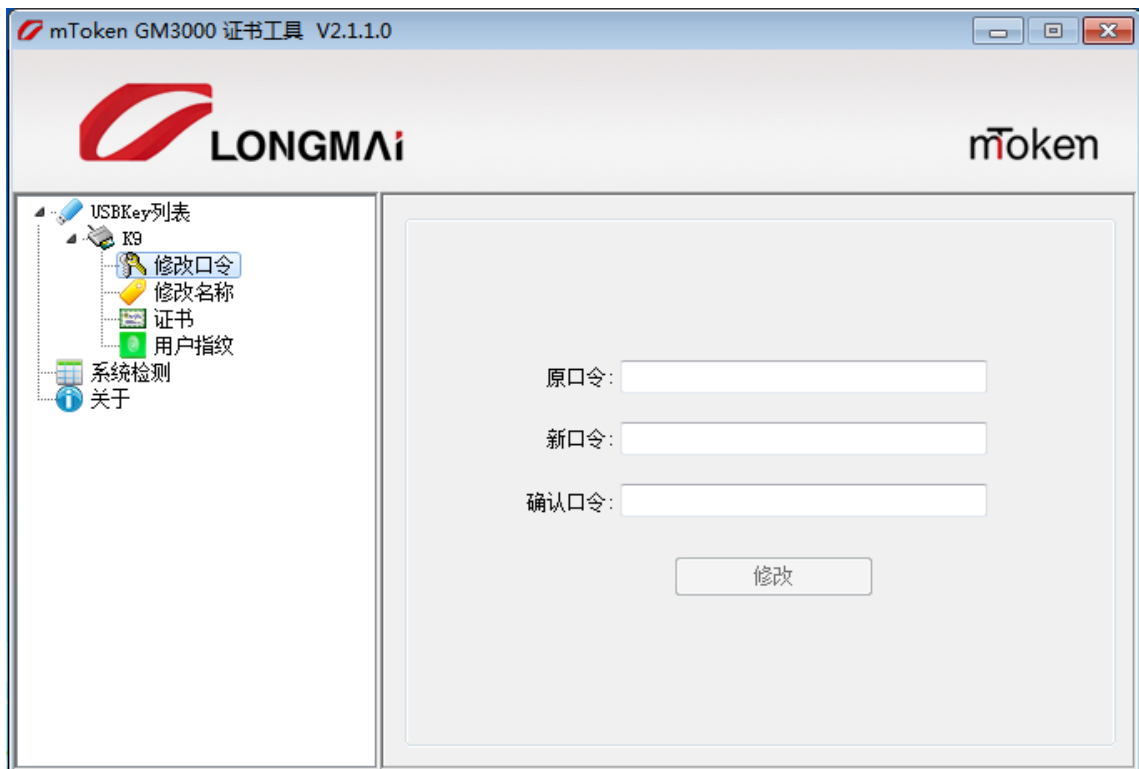 mToken GM3000 证书工具 V2.1.1.0
LONGMAi
mToken
USBKey列表
K9
修改口令
修改名称
证书
用户指纹
系统检测
关于
原口令:
新口令:
确认口令:
修改